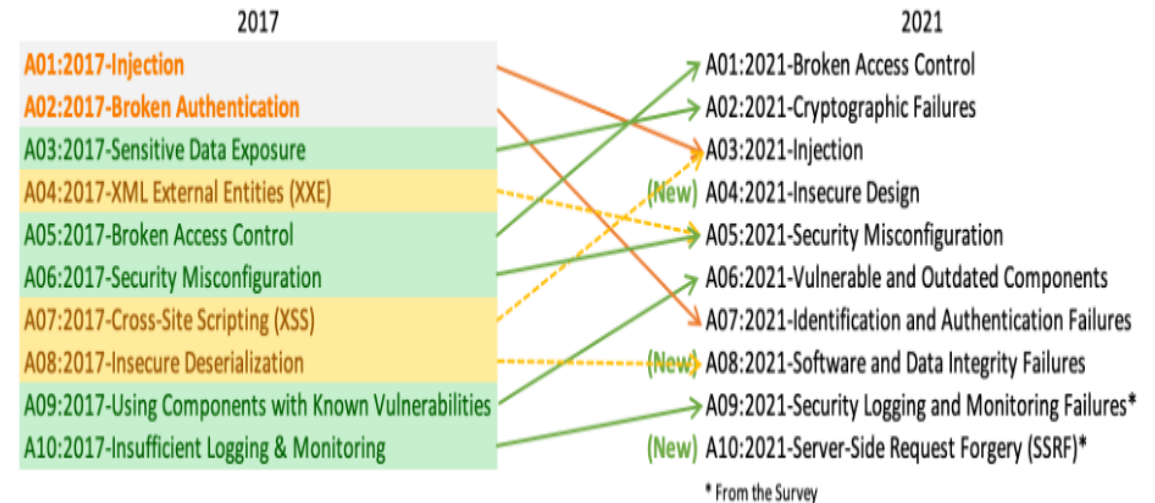 2017
2021
A01:2017-Injection
A02:2017-Broken Authentication
A03:2017-Sensitive Data Exposure
A04:2017-XML External Entities (XXE)
A05:2017-Broken Access Control
A06:2017-Security Misconfiguration
A07:2017-Cross-Site Scripting (XSS)
A08:2017-Insecure Deserialization
A09:2017-Using Components with Known Vulnerabilities
A10:2017-Insufficient Logging & Monitoring
A01:2021-Broken Access Control
A02:2021-Cryptographic Failures
A03:2021-Injection
(New) A04:2021-Insecure Design
A05:2021-Security Misconfiguration
A06:2021-Vulnerable and Outdated Components
A07:2021-Identification and Authentication Failures
(New) A08:2021-Software and Data Integrity Failures
A09:2021-Security Logging and Monitoring Failures*
(New) A10:2021-Server-Side Request Forgery (SSRF)*
* From the Survey